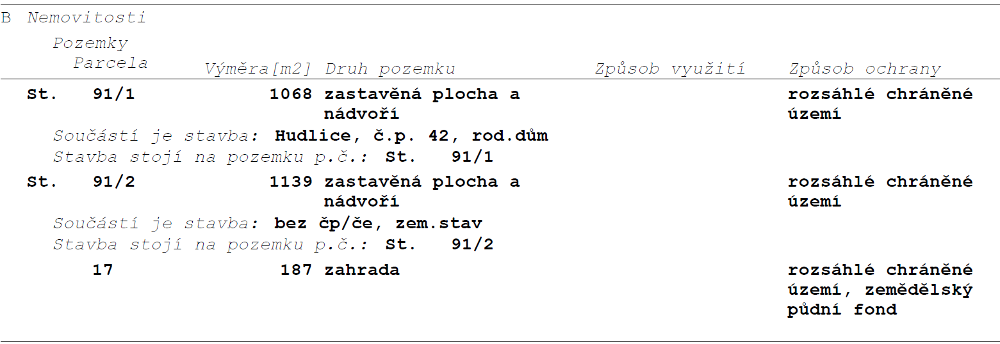 B Nemovitosti
Pozemky
Parcela Výměra[m2] Druh pozemku Způsob využití Způsob ochrany
St. 91/1 1068 zastavěná plocha a rozsáhlé chráněné
nádvoří území
Součástí je stavba: Hudlice, č.p. 42, rod.dům
Stavba stojí na pozemku p.č.: St. 91/1
St. 91/2 1139 zastavěná plocha a rozsáhlé chráněné
nádvoří území
Součástí je stavba: bez čp/če, zem.stav
Stavba stojí na pozemku p.č.: St. 91/2
17 187 zahrada rozsáhlé chráněné
území, zemědělský
půdní fond